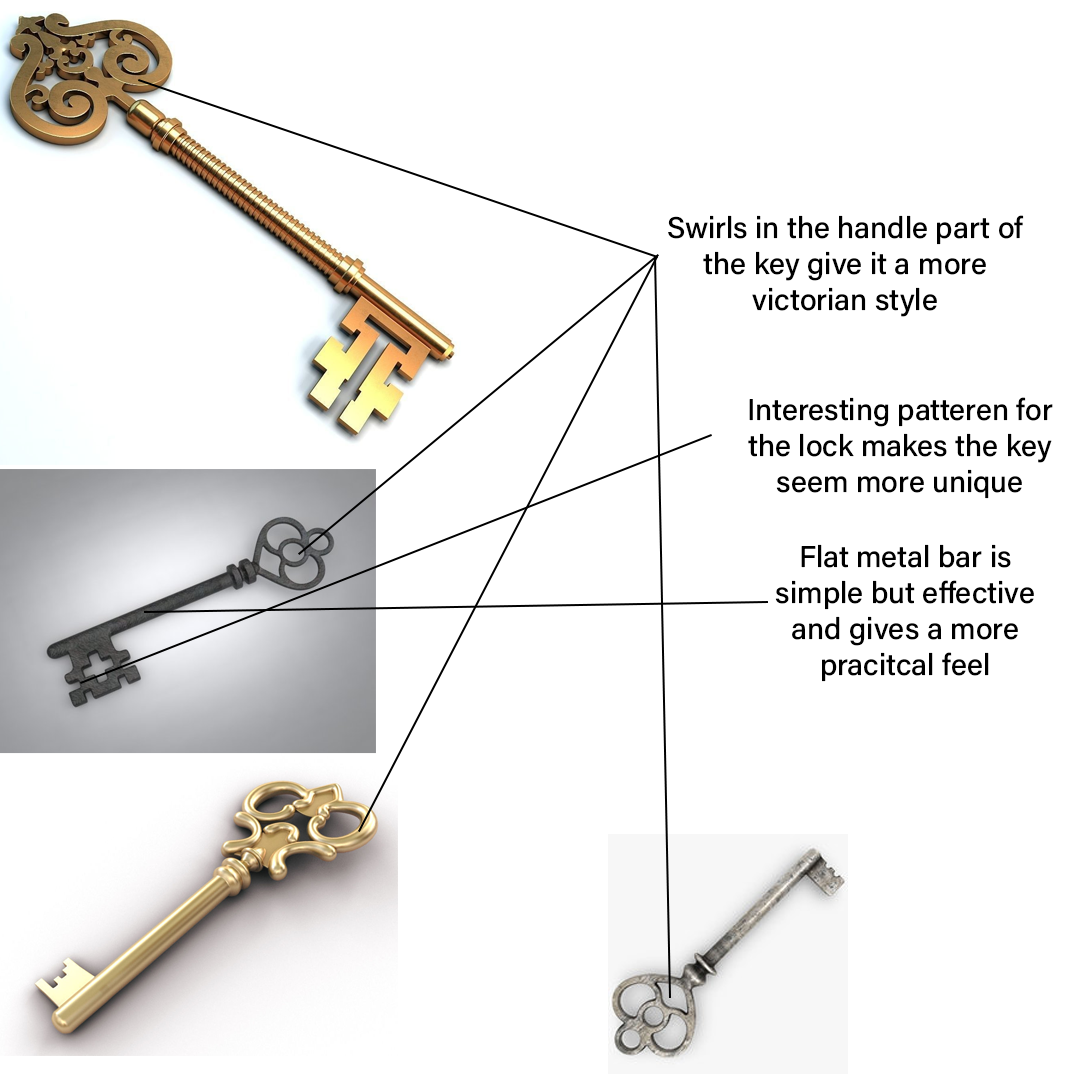 Swirls in the handle part of
the key give it a more
victorian style
Interesting patteren for
the lock makes the key
seem more unique
Flat metal bar is
simple but effective
and gives a more
pracitcal feel